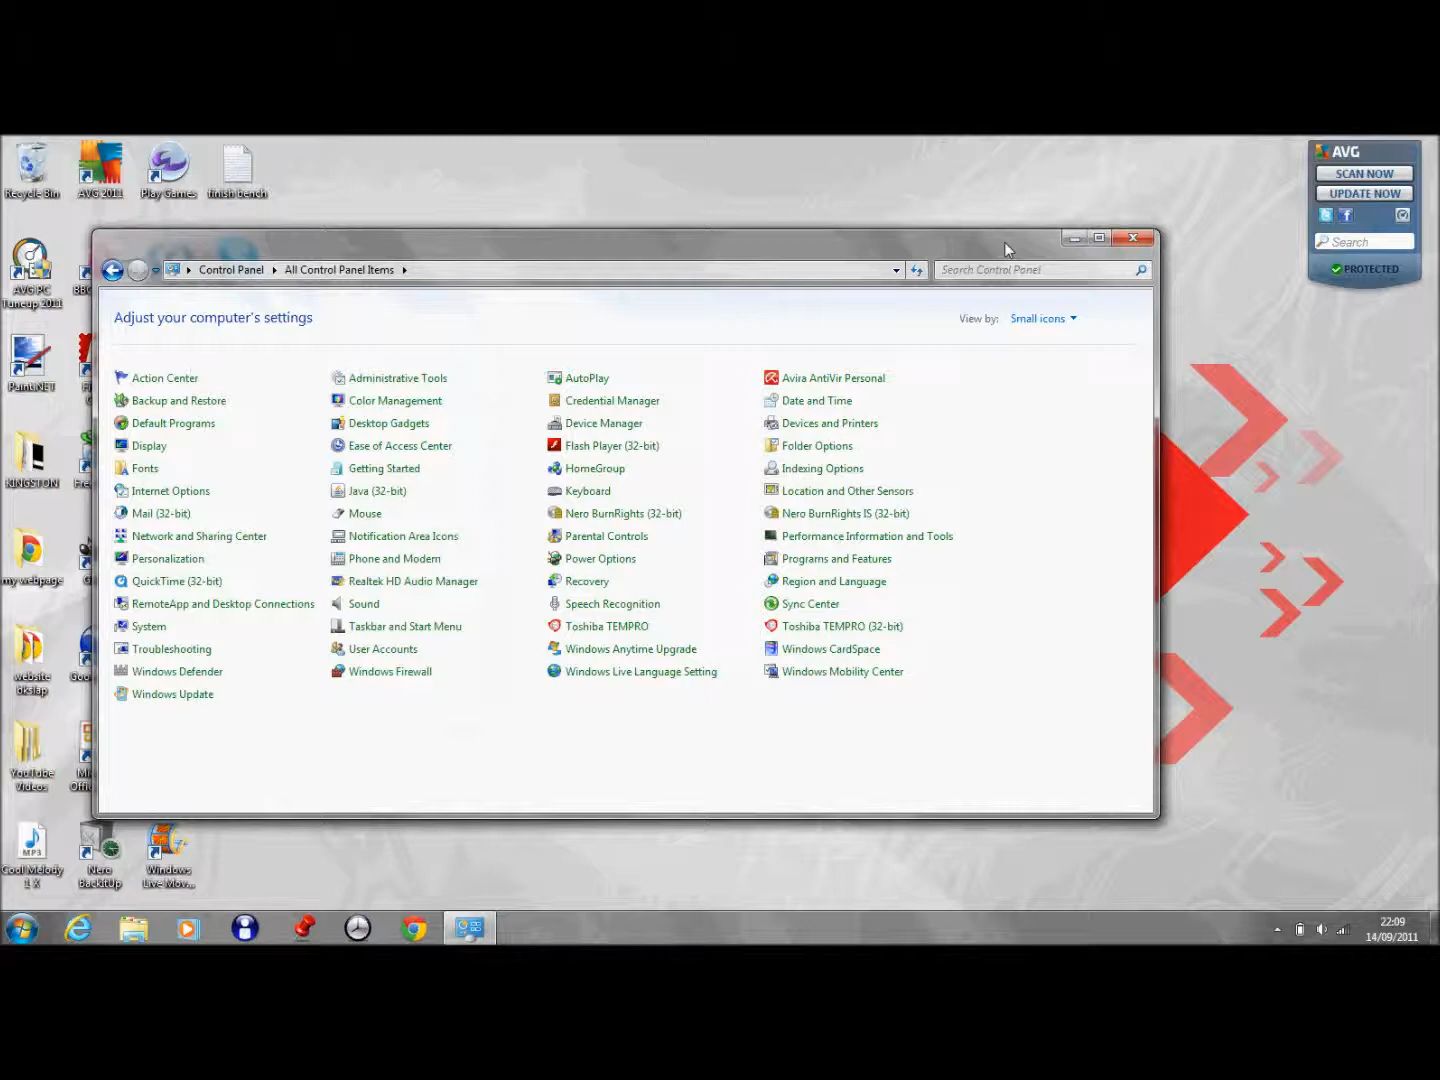 AVG
SCAN NOW
UPDATE NOW
Search
PROTECTED
Recycle Bin
AVG 2011
Play Games
finish bench
AVG PC
Tuneup 2011
Paint.NET
KINGSTON
my webpage
website
YouTube
Videos
Cool Melody
1 X
Nero
BackItUp
Windows
Live Mov...
Control Panel
All Control Panel Items
Search Control Panel
Adjust your computer's settings
View by: Small icons
Action Center
Administrative Tools
AutoPlay
Avira AntiVir Personal
Backup and Restore
Color Management
Credential Manager
Date and Time
Default Programs
Desktop Gadgets
Device Manager
Devices and Printers
Display
Ease of Access Center
Flash Player (32-bit)
Folder Options
Fonts
Getting Started
HomeGroup
Indexing Options
Internet Options
Java (32-bit)
Keyboard
Location and Other Sensors
Mail (32-bit)
Mouse
Nero BurnRights (32-bit)
Nero BurnRights IS (32-bit)
Network and Sharing Center
Notification Area Icons
Parental Controls
Performance Information and Tools
Personalization
Phone and Modem
Power Options
Programs and Features
QuickTime (32-bit)
Realtek HD Audio Manager
Recovery
Region and Language
RemoteApp and Desktop Connections
Sound
Speech Recognition
Sync Center
System
Taskbar and Start Menu
Toshiba TEMPRO
Toshiba TEMPRO (32-bit)
Troubleshooting
User Accounts
Windows Anytime Upgrade
Windows CardSpace
Windows Defender
Windows Firewall
Windows Live Language Setting
Windows Mobility Center
Windows Update
22:09
14/09/2011